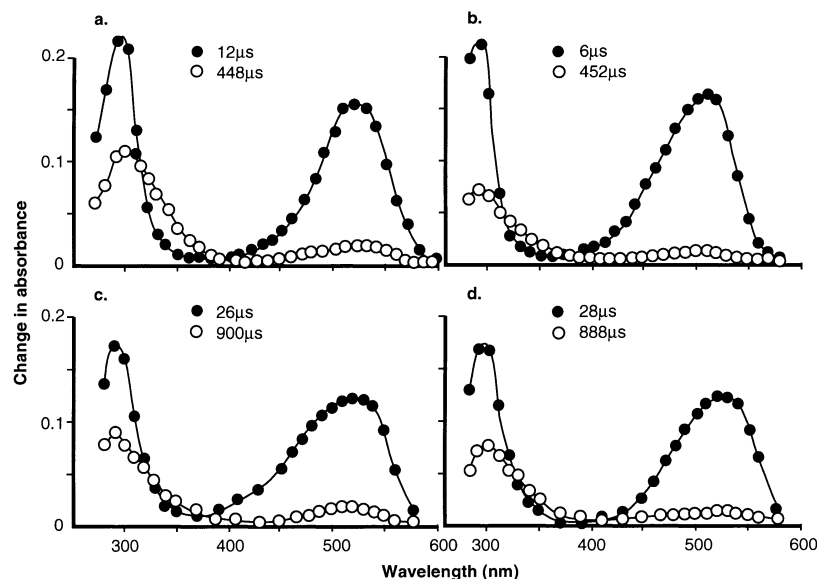 a.
12μs
448μs
b.
6μs
452μs
0.2
0.1
0
c.
26μs
900μs
d.
28μs
888μs
0.2
0.1
0
300 400 500 600 300 400 500 600
Change in absorbance
Wavelength (nm)